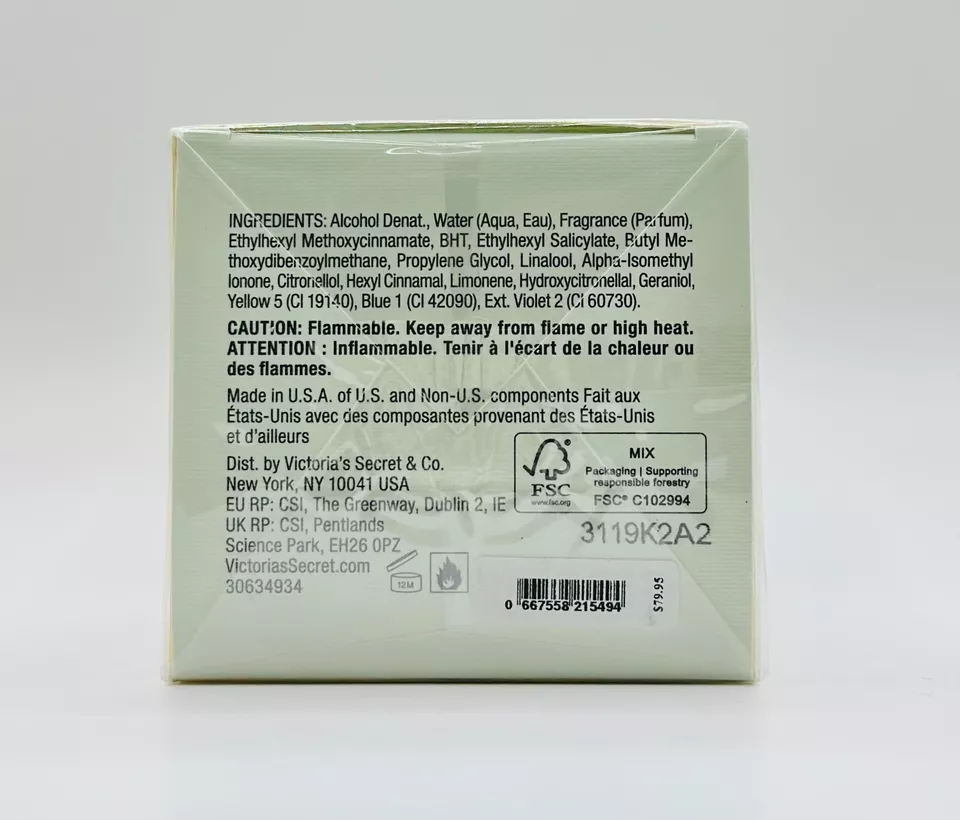 INGREDIENTS: Alcohol Denat., Water (Aqua, Eau), Fragrance (Parfum),
Ethylhexyl Methoxycinnamate, BHT, Ethylhexyl Salicylate, Butyl Me-
thoxydibenzoylmethane, Propylene Glycol, Linalool, Alpha-Isomethyl
Ionone, Citronellol, Hexyl Cinnamal, Limonene, Hydroxycitronellal, Geraniol,
Yellow 5 (CI 19140), Blue 1 (CI 42090), Ext. Violet 2 (CI 60730).
CAUTION: Flammable. Keep away from flame or high heat.
ATTENTION : Inflammable. Tenir à l'écart de la chaleur ou
des flammes.
Made in U.S.A. of U.S. and Non-U.S. components Fait aux
États-Unis avec des composantes provenant des États-Unis
et d'ailleurs
Dist. by Victoria's Secret & Co.
New York, NY 10041 USA
EU RP: CSI, The Greenway, Dublin 2, IE
UK RP: CSI, Pentlands
Science Park, EH26 0PZ
VictoriasSecret.com
30634934
12M
FSC®
www.fsc.org
MIX
Packaging | Supporting
responsible forestry
FSC® C102994
3119K2A2
0 667558 215494
$79.95